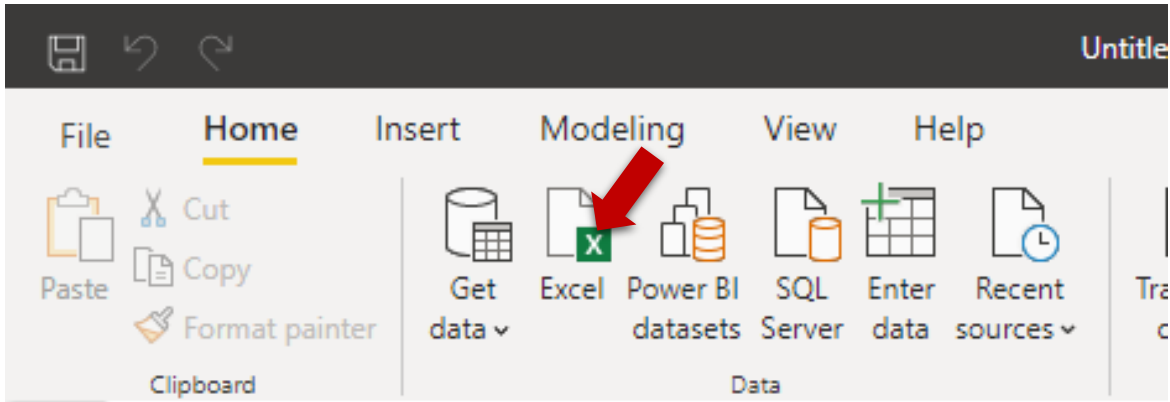 Untitle
File Home Insert Modeling View Help
Cut
Copy
Paste
Format painter
Get data
Excel
Power BI datasets
SQL Server
Enter data
Recent sources
X
Clipboard
Data